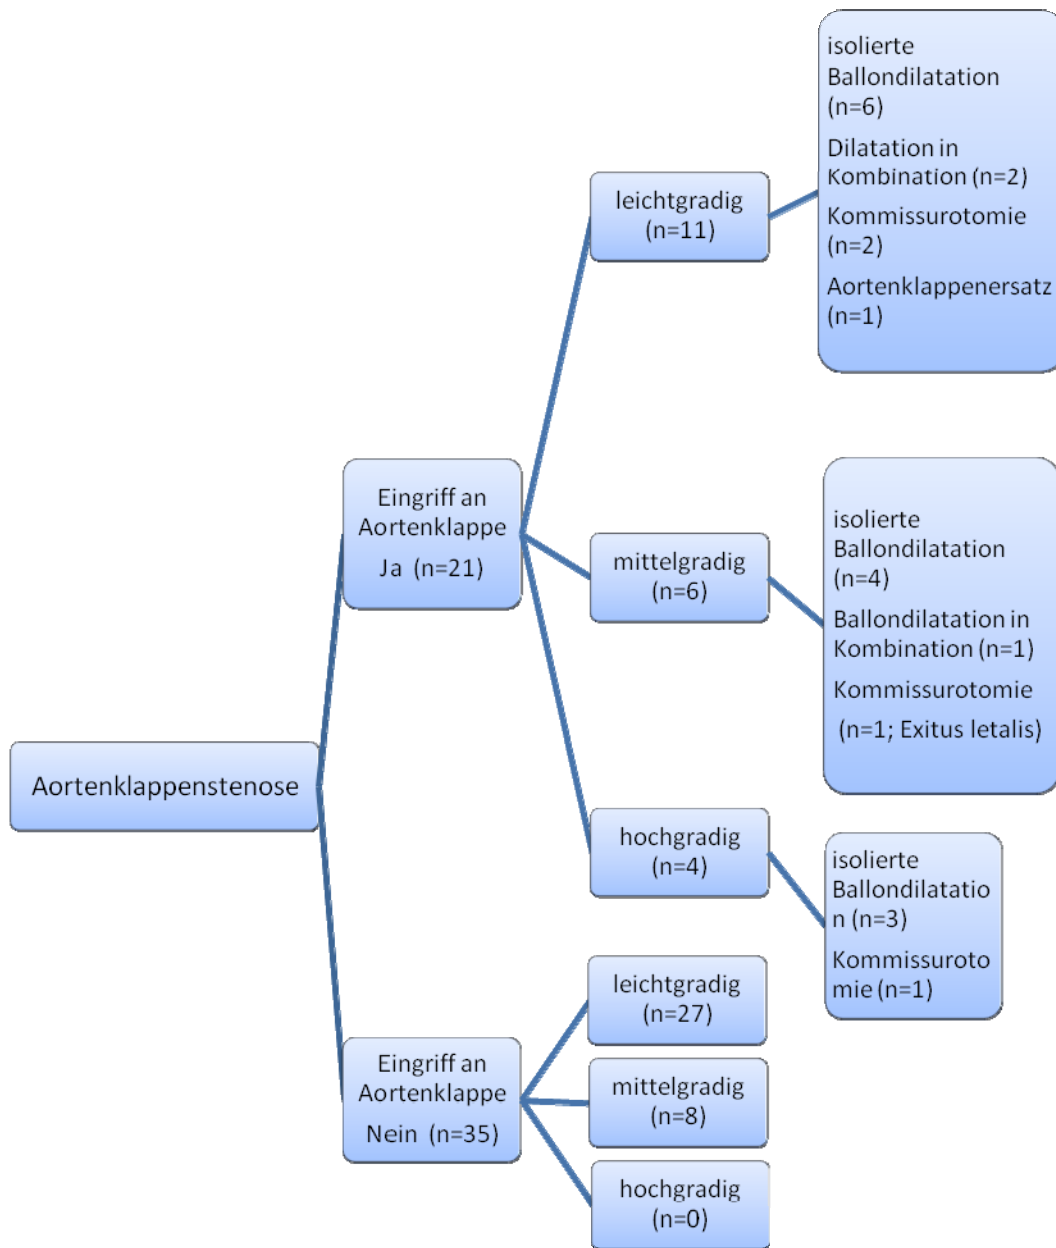 Aortenklappenstenose
Eingriff an
Aortenklappe
Ja (n=21)
leichtgradig
(n=11)
isolierte
Ballondilatation
(n=6)
Dilatation in
Kombination (n=2)
Kommissurotomie
(n=2)
Aortenklappenersatz
(n=1)
mittelgradig
(n=6)
isolierte
Ballondilatation
(n=4)
Ballondilatation in
Kombination (n=1)
Kommissurotomie
(n=1; Exitus letalis)
hochgradig
(n=4)
isolierte
Ballondilatatio
n (n=3)
Kommissuroto
mie (n=1)
Eingriff an
Aortenklappe
Nein (n=35)
leichtgradig
(n=27)
mittelgradig
(n=8)
hochgradig
(n=0)